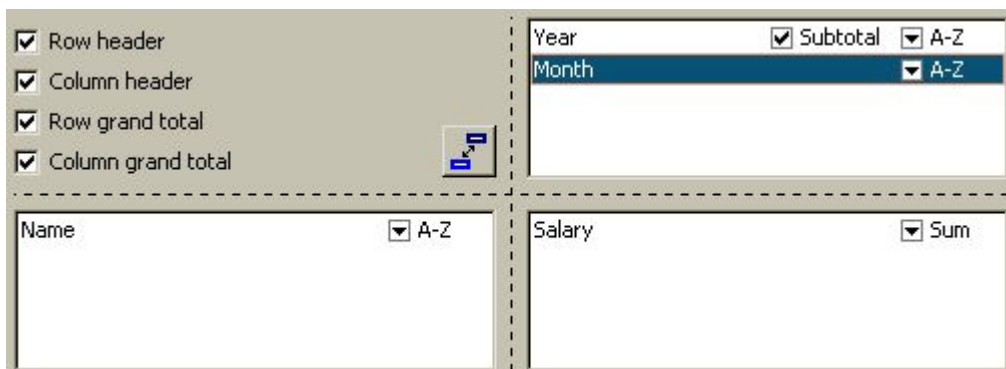 Row header
Column header
Row grand total
Column grand total
Year Subtotal A-Z
Month A-Z
Name A-Z
Salary Sum